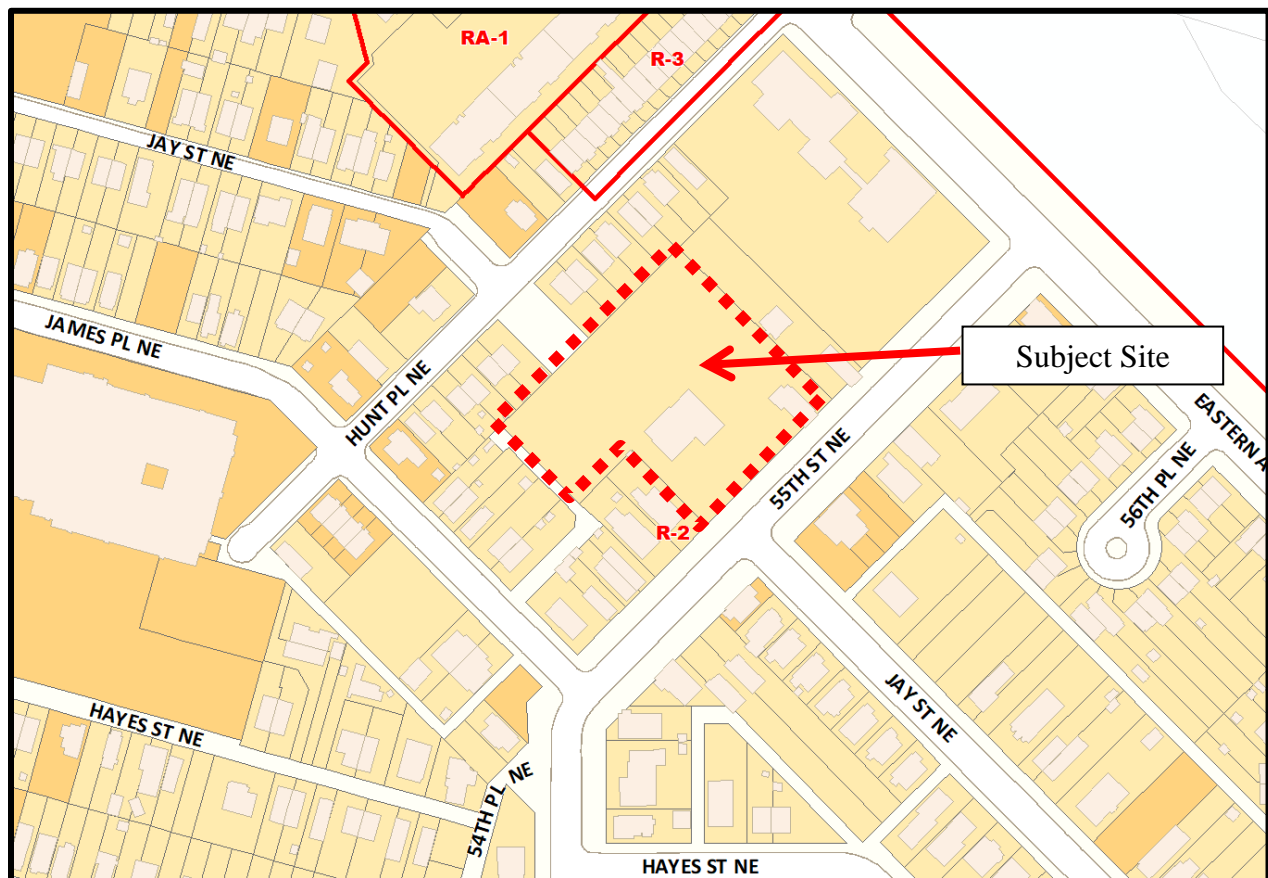 RA-1
R-3
JAY ST NE
JAMES PL NE
HUNT PL NE
Subject Site
EASTERN A
55TH ST NE
56TH PL NE
R-2
JAY ST NE
HAYES ST NE
54TH PL NE
HAYES ST NE